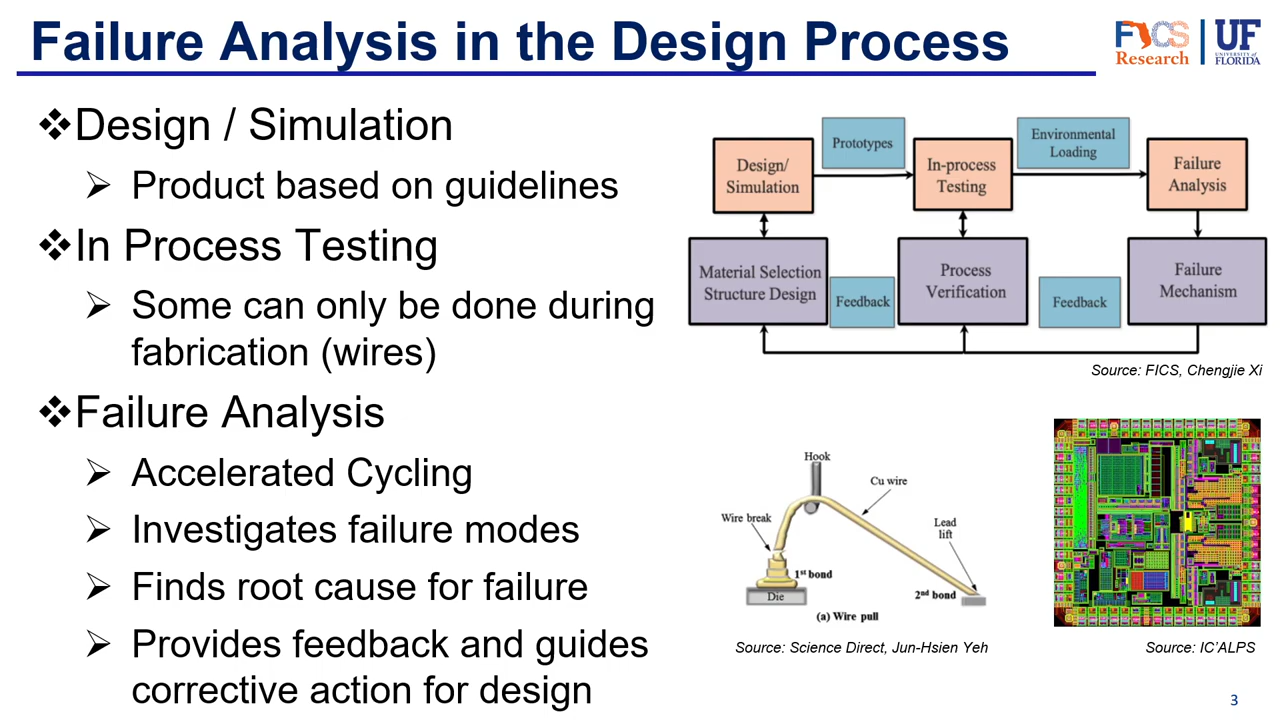 Failure Analysis in the Design Process
FICS
Research
UF
UNIVERSITY of
FLORIDA
❖Design / Simulation
➢ Product based on guidelines
❖In Process Testing
➢ Some can only be done during
fabrication (wires)
❖Failure Analysis
➢ Accelerated Cycling
➢ Investigates failure modes
➢ Finds root cause for failure
➢ Provides feedback and guides
corrective action for design
Design/
Simulation
Prototypes
In-process
Testing
Environmental
Loading
Failure
Analysis
Material Selection
Structure Design
Feedback
Process
Verification
Feedback
Failure
Mechanism
Source: FICS, Chengjie Xi
Hook
Cu wire
Wire break
Lead
lift
1st bond
2nd bond
Die
(a) Wire pull
Source: Science Direct, Jun-Hsien Yeh
Source: IC’ALPS
3